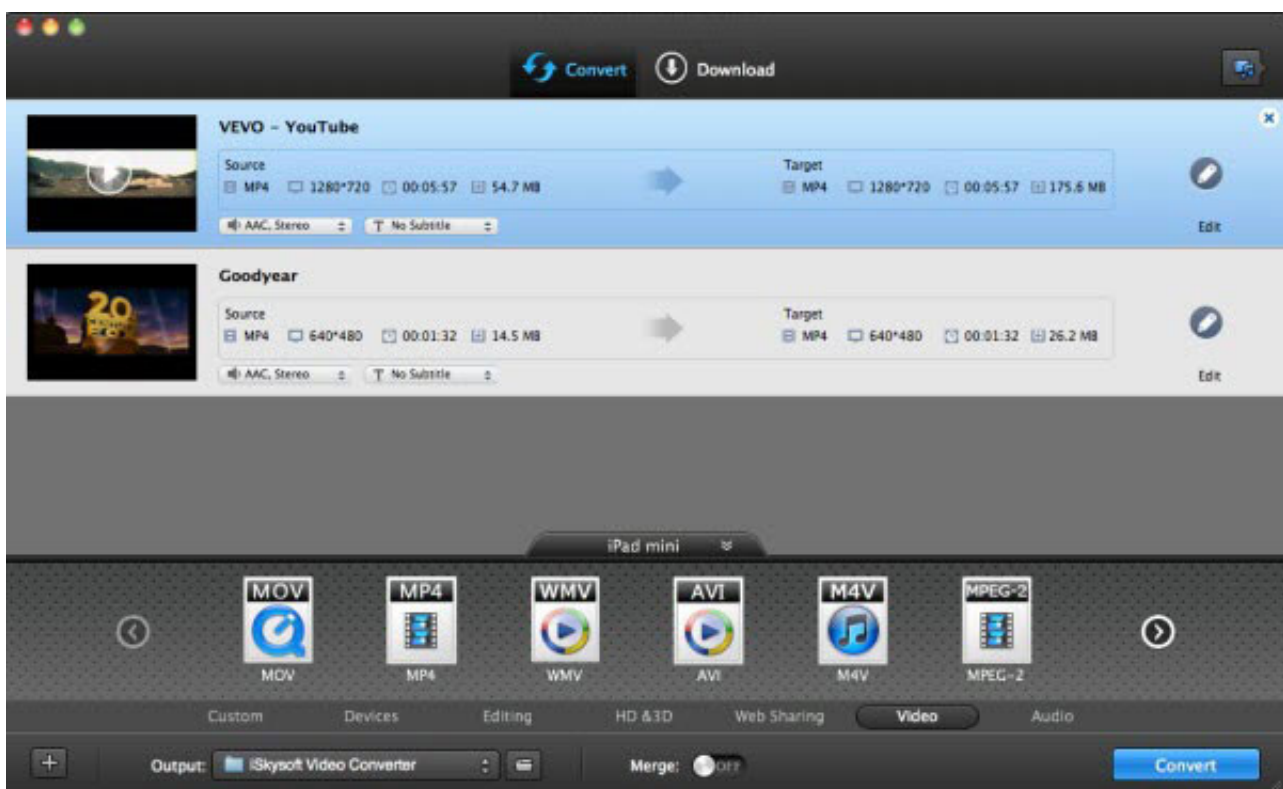 Convert Download
VEVO - YouTube
Source Target
MP4 1280*720 00:05:57 54.7 MB MP4 1280*720 00:05:57 175.6 MB
AAC, Stereo T No Subtitle Edit
Goodyear
20
Source Target
MP4 640*480 00:01:32 14.5 MB MP4 640*480 00:01:32 26.2 MB
AAC, Stereo T No Subtitle Edit
iPad mini
MOV MP4 WMV AVI M4V MPEG-2
MOV MP4 WMV AVI M4V MPEG-2
Custom Devices Editing HD &3D Web Sharing Video Audio
Output: iSkysoft Video Converter Merge: OFF Convert